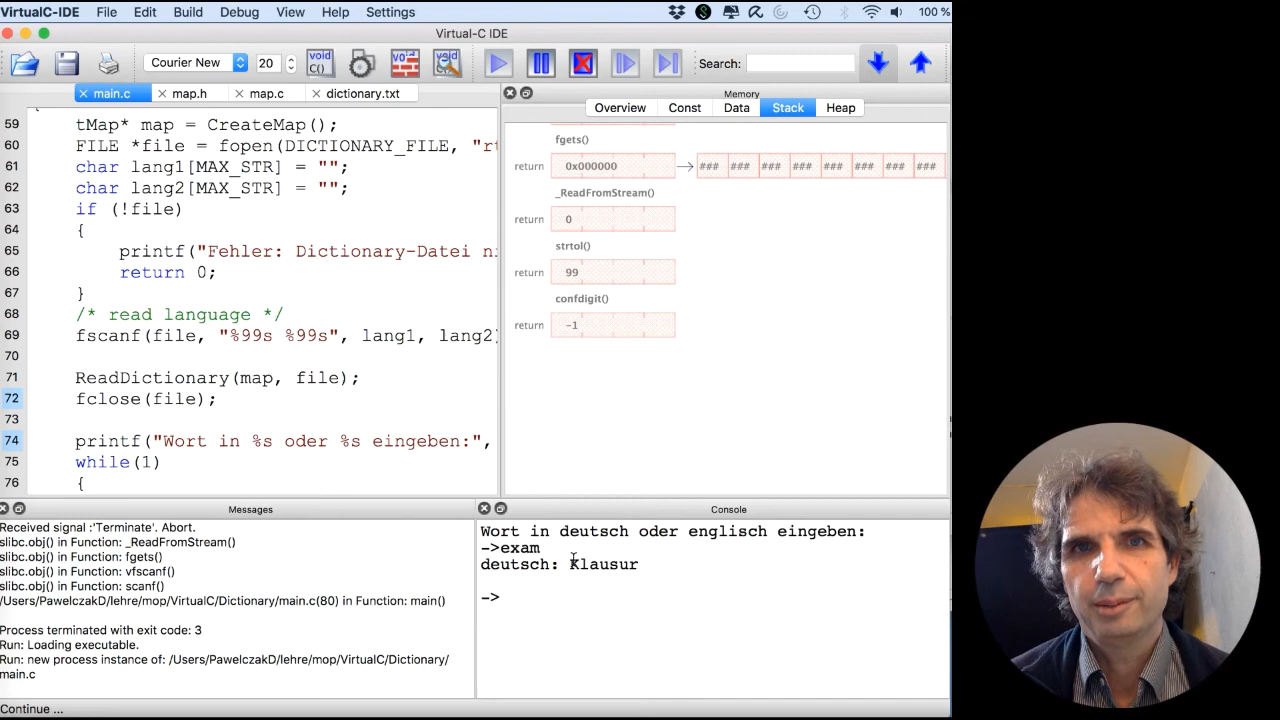 VirtualC-IDE File Edit Build Debug View Help Settings 100 %
Virtual-C IDE
Courier New 20 void C() Search:
main.c map.h map.c dictionary.txt
59 tMap* map = CreateMap();
60 FILE *file = fopen(DICTIONARY_FILE, "rt
61 char lang1[MAX_STR] = "";
62 char lang2[MAX_STR] = "";
63 if (!file)
64 {
65 printf("Fehler: Dictionary-Datei ni
66 return 0;
67 }
68 /* read language */
69 fscanf(file, "%99s %99s", lang1, lang2)
70
71 ReadDictionary(map, file);
72 fclose(file);
73
74 printf("Wort in %s oder %s eingeben:",
75 while(1)
76 {
Memory
Overview Const Data Stack Heap
fgets()
return 0x000000 ### ### ### ### ### ### ### ###
_ReadFromStream()
return 0
strtol()
return 99
confdigit()
return -1
Messages
Received signal :'Terminate'. Abort.
slibc.obj() in Function: _ReadFromStream()
slibc.obj() in Function: fgets()
slibc.obj() in Function: vfscanf()
slibc.obj() in Function: scanf()
/Users/PawelczakD/lehre/mop/VirtualC/Dictionary/main.c(80) in Function: main()
Process terminated with exit code: 3
Run: Loading executable.
Run: new process instance of: /Users/PawelczakD/lehre/mop/VirtualC/Dictionary/
main.c
Console
Wort in deutsch oder englisch eingeben:
->exam
deutsch: Klausur
->
Continue ...